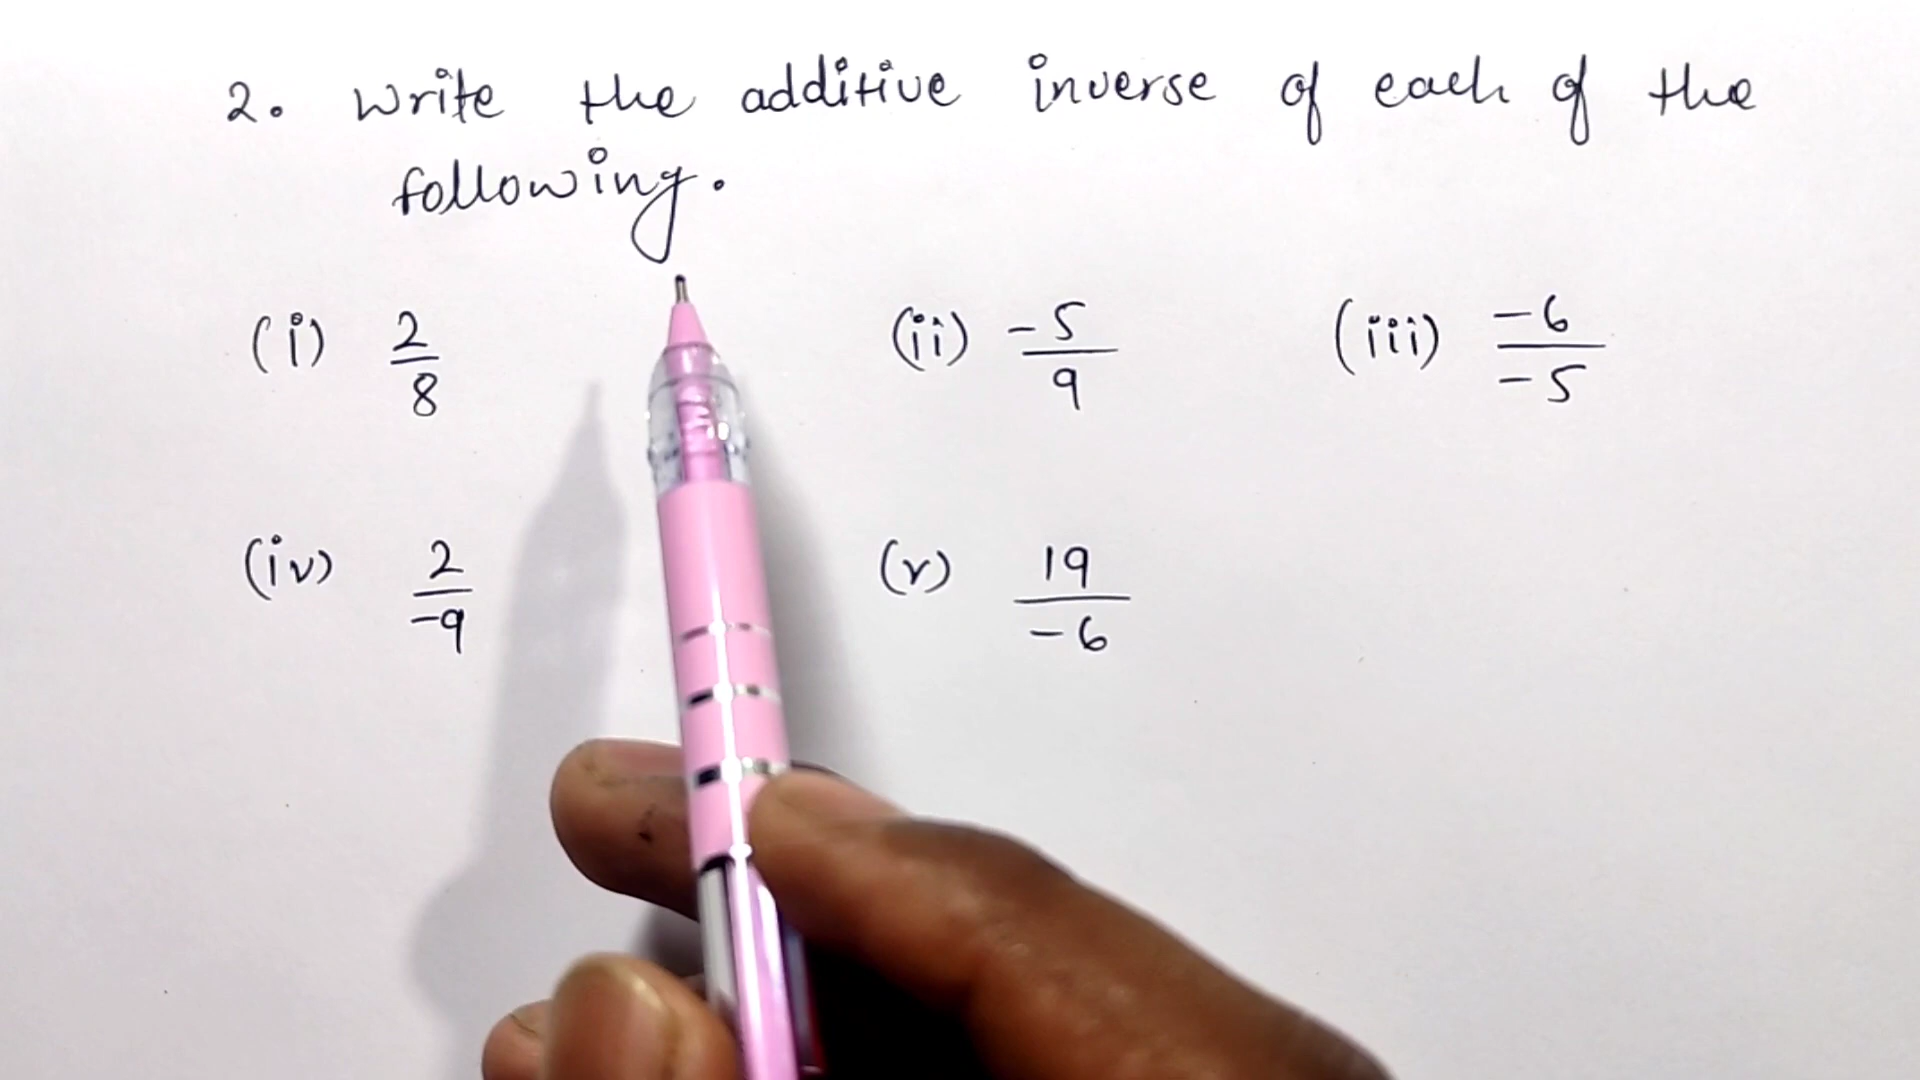 2. Write the additive inverse of each of the
following.
(i) 2/8 (ii) -5/9 (iii) -6/-5
(iv) 2/-9 (v) 19/-6